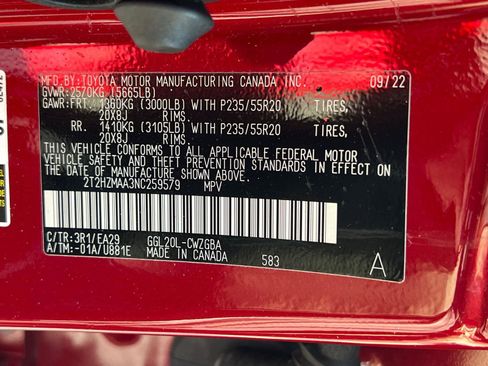 MFD.BY:TOYOTA MOTOR MANUFACTURING CANADA INC. 09/22
GVWR:2570KG(5665LB)
GAWR:FRT. 1360KG (3000LB) WITH P235/55R20 TIRES,
20X8J RIMS.
RR. 1410KG (3105LB) WITH P235/55R20 TIRES,
20X8J RIMS.
THIS VEHICLE CONFORMS TO ALL APPLICABLE FEDERAL MOTOR
VEHICLE SAFETY AND THEFT PREVENTION STANDARDS IN EFFECT ON
THE DATE OF MANUFACTURE SHOWN ABOVE.
2T2HZMAA3NC259579 MPV
C/TR:3R1/EA29 GGL20L-CWZGBA
A/TM:-01A/U881E MADE IN CANADA 583 A